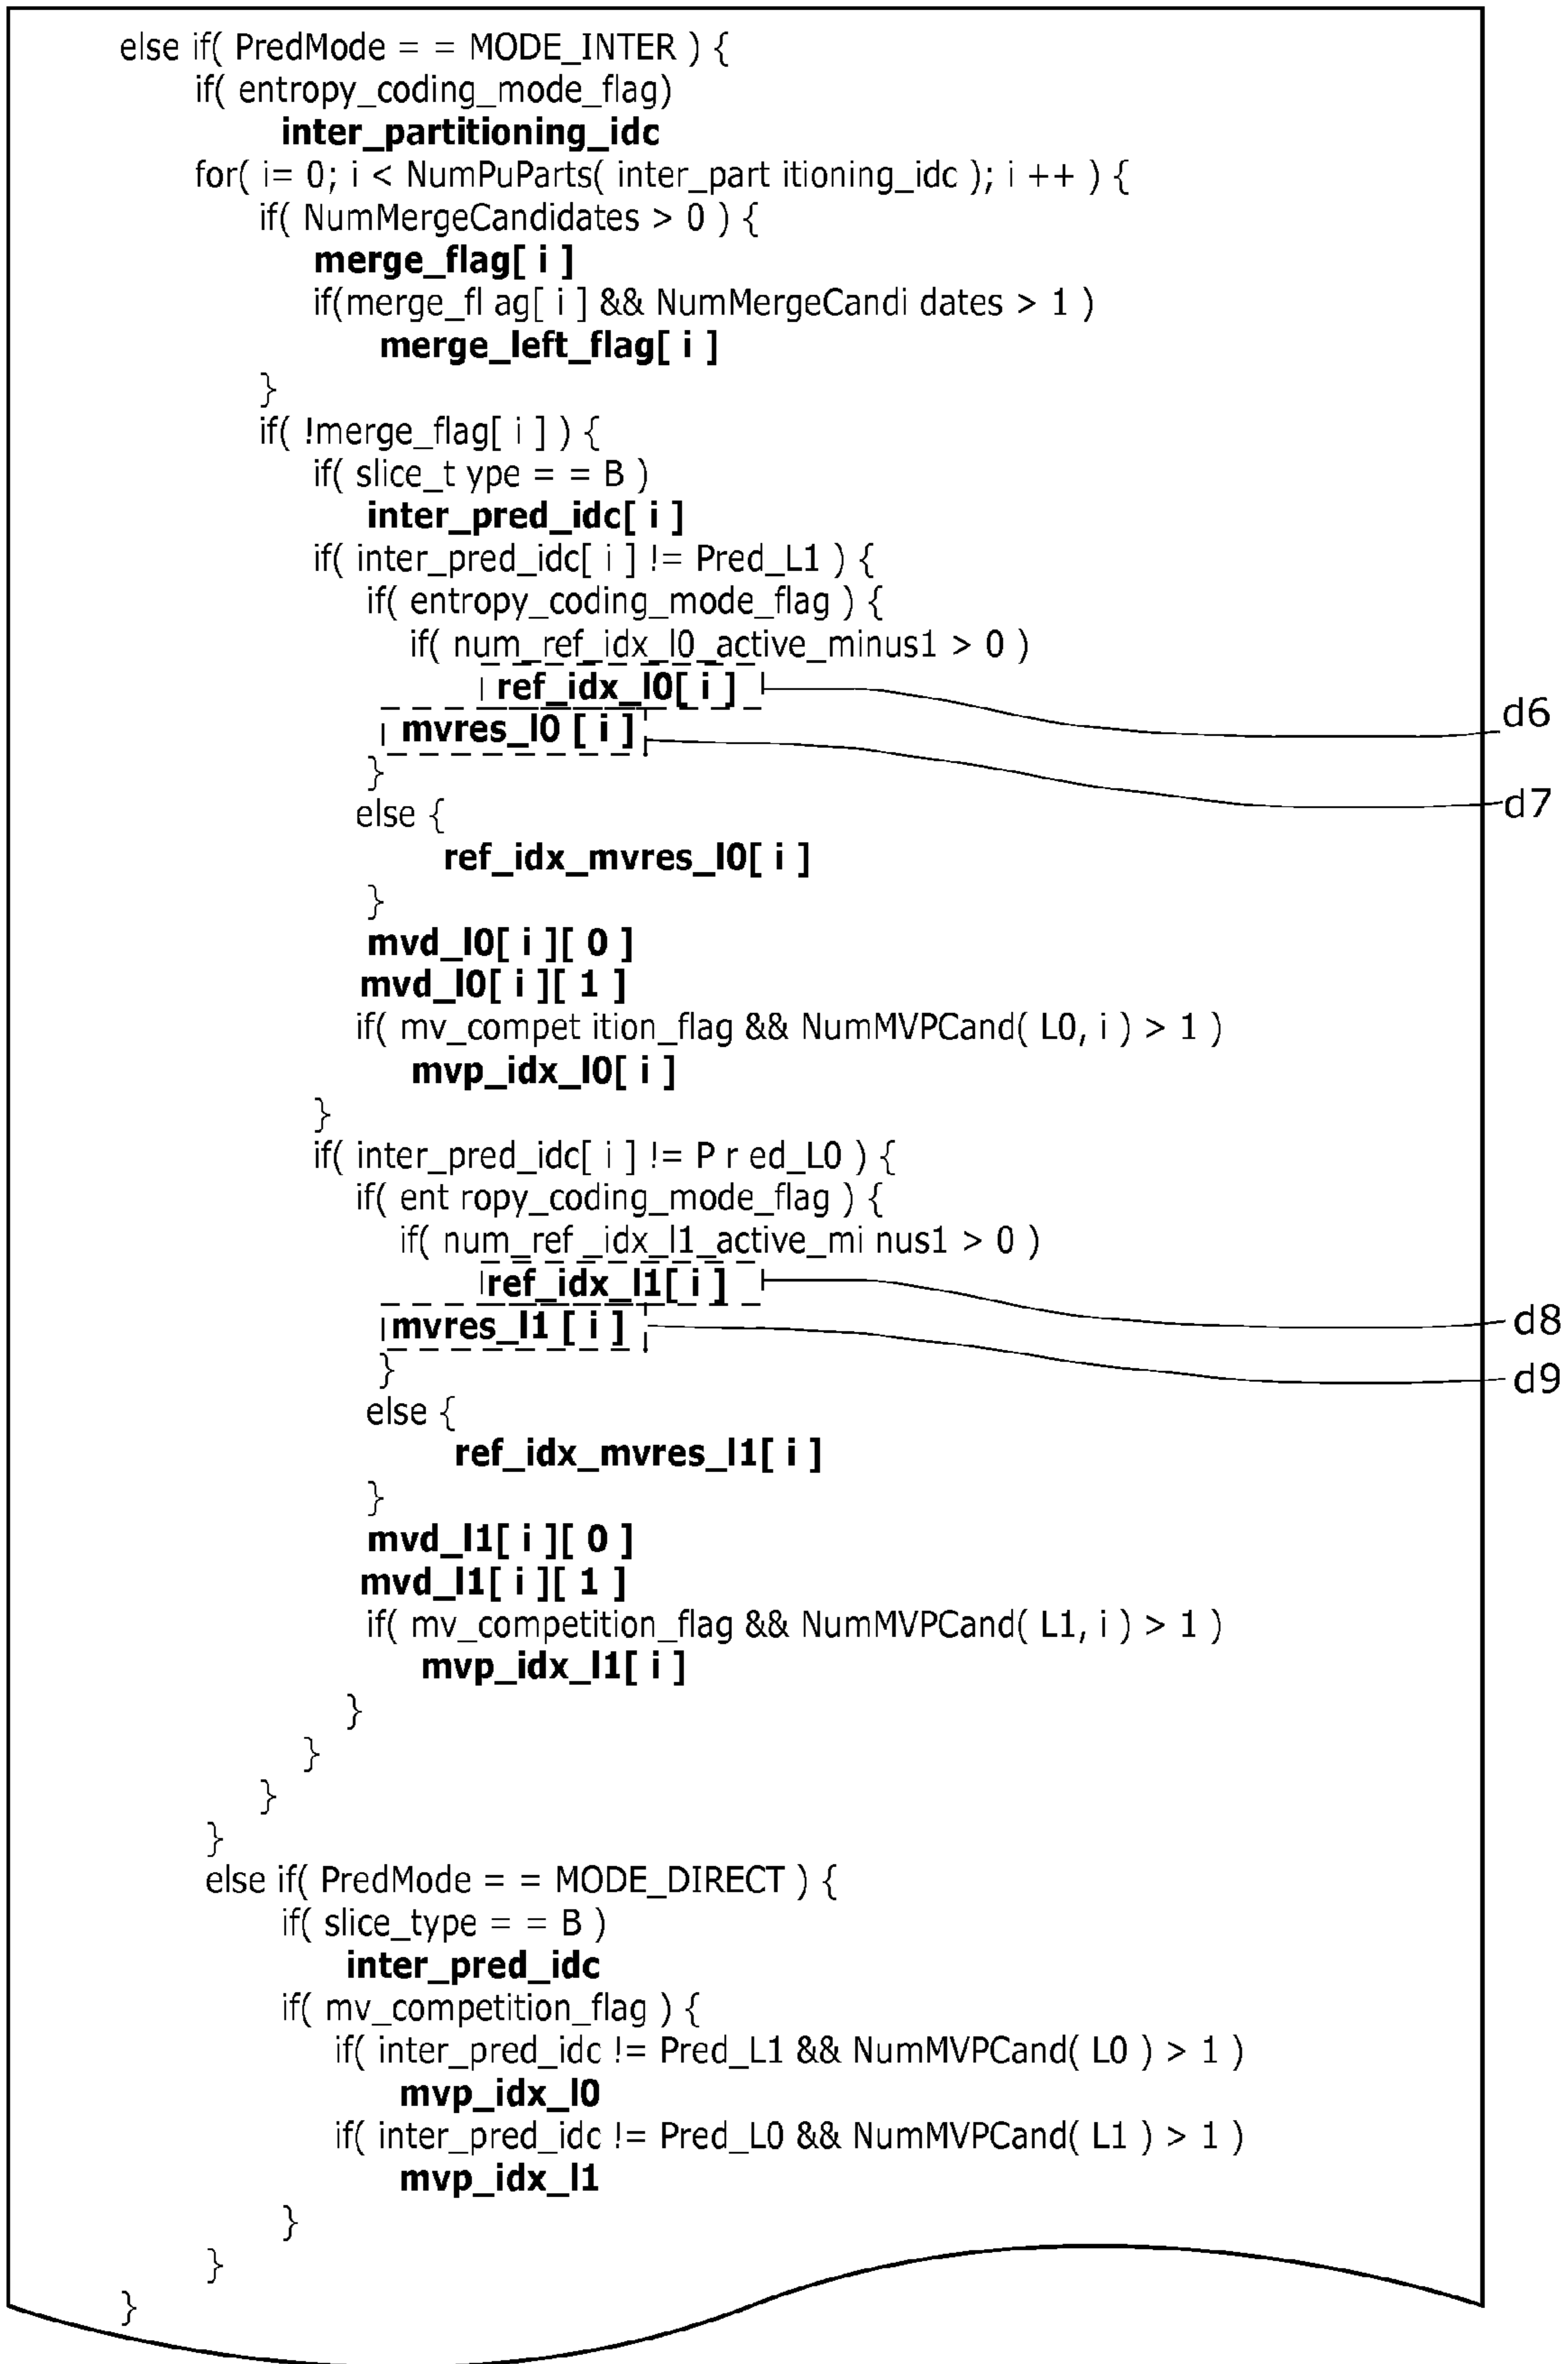 else if( PredMode = = MODE_INTER ) {
if( entropy_coding_mode_flag)
inter_partitioning_idc
for( i= 0; i < NumPuParts( inter_part itioning_idc ); i ++ ) {
if( NumMergeCandidates > 0 ) {
merge_flag[ i ]
if(merge_fl ag[ i ] && NumMergeCandi dates > 1 )
merge_left_flag[ i ]
}
if( !merge_flag[ i ] ) {
if( slice_t ype = = B )
inter_pred_idc[ i ]
if( inter_pred_idc[ i ] != Pred_L1 ) {
if( entropy_coding_mode_flag ) {
if( num_ref_idx_l0_active_minus1 > 0 )
ref_idx_l0[ i ]
d6
mvres_l0 [ i ]
d7
}
else {
ref_idx_mvres_l0[ i ]
}
mvd_l0[ i ][ 0 ]
mvd_l0[ i ][ 1 ]
if( mv_compet ition_flag && NumMVPCand( L0, i ) > 1 )
mvp_idx_l0[ i ]
}
if( inter_pred_idc[ i ] != P r ed_L0 ) {
if( ent ropy_coding_mode_flag ) {
if( num_ref _idx_l1_active_mi nus1 > 0 )
ref_idx_l1[ i ]
d8
mvres_l1 [ i ]
d9
}
else {
ref_idx_mvres_l1[ i ]
}
mvd_l1[ i ][ 0 ]
mvd_l1[ i ][ 1 ]
if( mv_competition_flag && NumMVPCand( L1, i ) > 1 )
mvp_idx_l1[ i ]
}
}
}
}
else if( PredMode = = MODE_DIRECT ) {
if( slice_type = = B )
inter_pred_idc
if( mv_competition_flag ) {
if( inter_pred_idc != Pred_L1 && NumMVPCand( L0 ) > 1 )
mvp_idx_l0
if( inter_pred_idc != Pred_L0 && NumMVPCand( L1 ) > 1 )
mvp_idx_l1
}
}
}